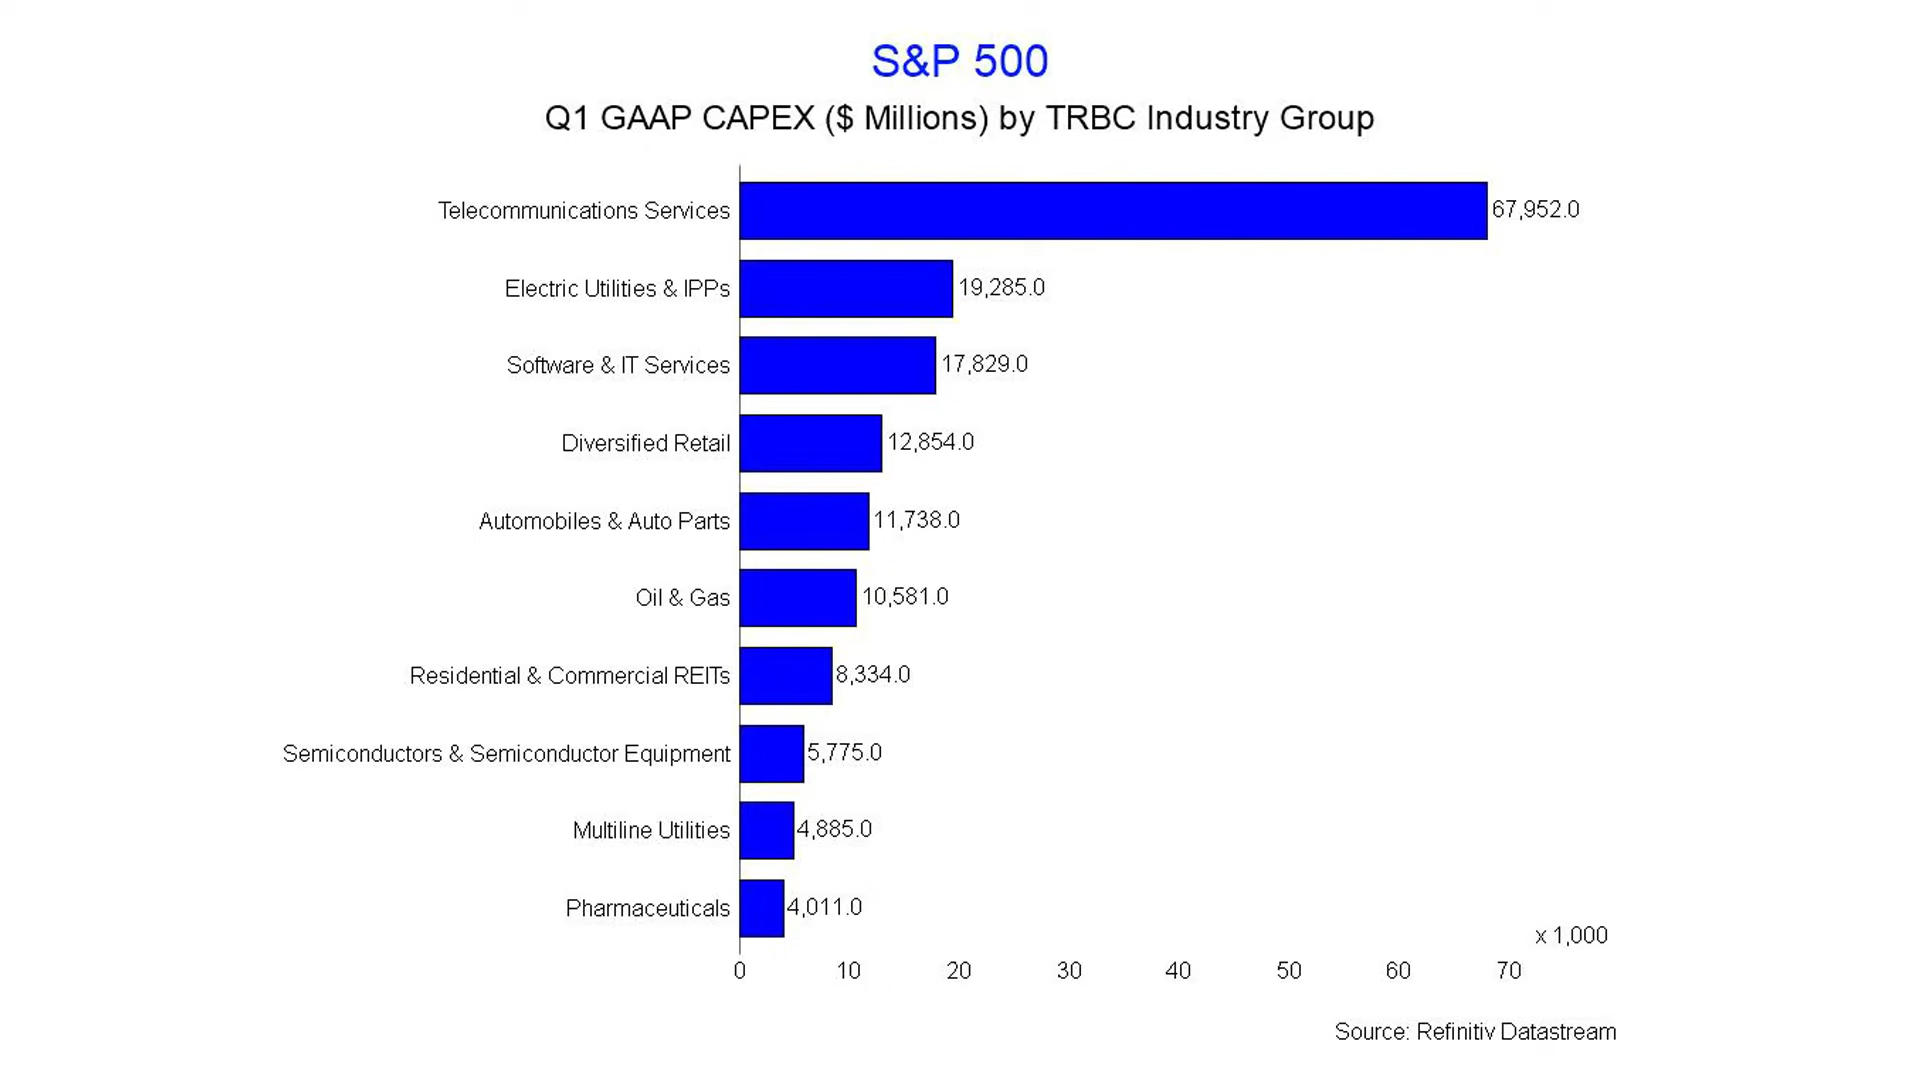 S&P 500
Q1 GAAP CAPEX ($ Millions) by TRBC Industry Group
Telecommunications Services 67,952.0
Electric Utilities & IPPs 19,285.0
Software & IT Services 17,829.0
Diversified Retail 12,854.0
Automobiles & Auto Parts 11,738.0
Oil & Gas 10,581.0
Residential & Commercial REITs 8,334.0
Semiconductors & Semiconductor Equipment 5,775.0
Multiline Utilities 4,885.0
Pharmaceuticals 4,011.0
x 1,000
0 10 20 30 40 50 60 70
Source: Refinitiv Datastream